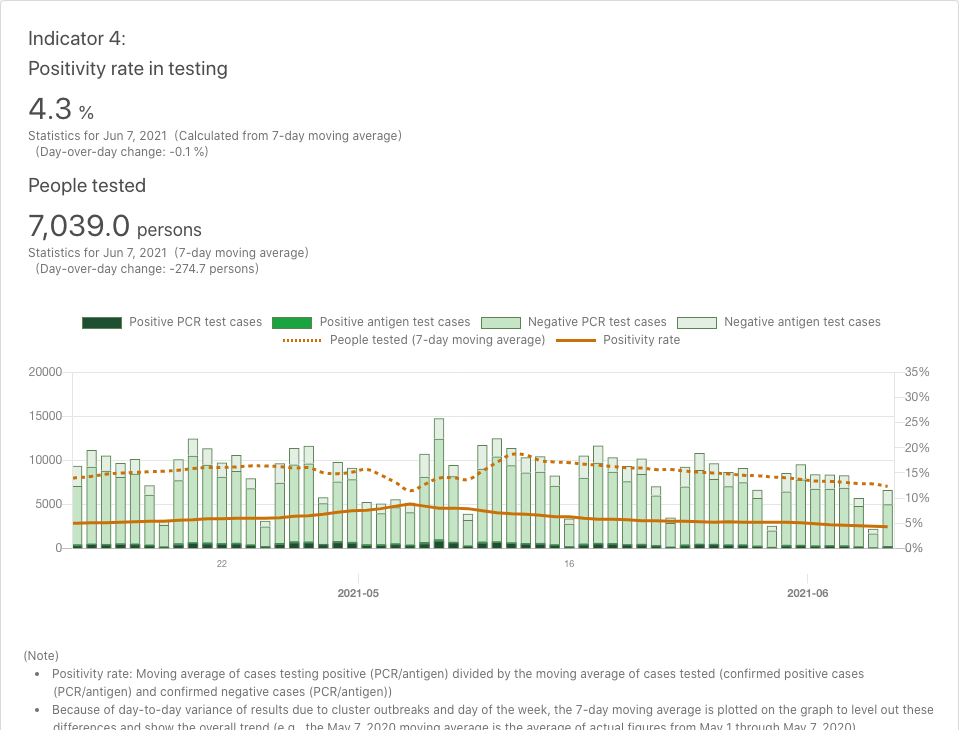 Indicator 4:
Positivity rate in testing
4.3 %
Statistics for Jun 7, 2021 (Calculated from 7-day moving average)
(Day-over-day change: -0.1 %)
People tested
7,039.0 persons
Statistics for Jun 7, 2021 (7-day moving average)
(Day-over-day change: -274.7 persons)
Positive PCR test cases Positive antigen test cases Negative PCR test cases Negative antigen test cases
People tested (7-day moving average) Positivity rate
20000 35%
30%
15000 25%
20%
10000 15%
10%
5000 5%
0 0%
22 16
2021-05 2021-06
(Note)
• Positivity rate: Moving average of cases testing positive (PCR/antigen) divided by the moving average of cases tested (confirmed positive cases
(PCR/antigen) and confirmed negative cases (PCR/antigen))
• Because of day-to-day variance of results due to cluster outbreaks and day of the week, the 7-day moving average is plotted on the graph to level out these
differences and show the overall trend (e.g., the May 7, 2020 moving average is the average of actual figures from May 1 through May 7, 2020)